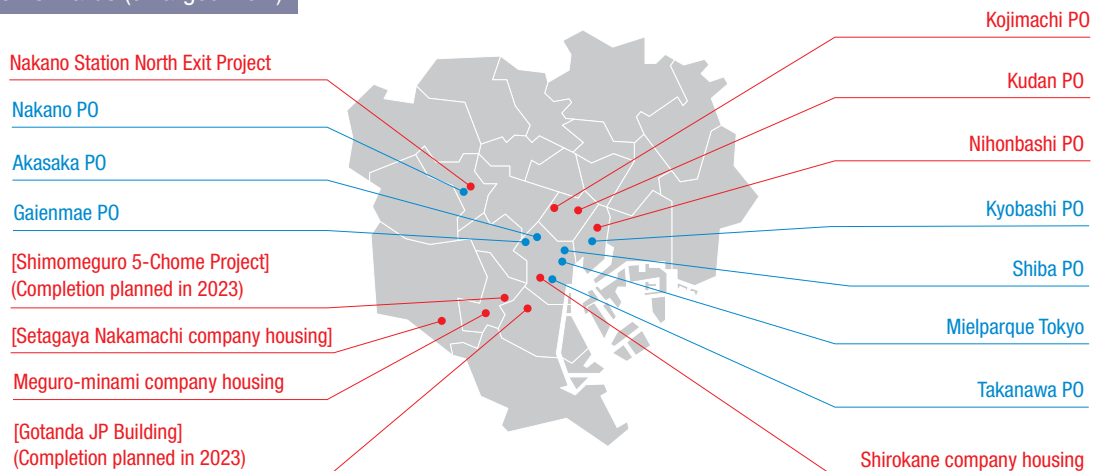 Nakano Station North Exit Project
Nakano PO
Akasaka PO
Gaienmae PO
[Shimomeguro 5-Chome Project]
(Completion planned in 2023)
[Setagaya Nakamachi company housing]
Meguro-minami company housing
[Gotanda JP Building]
(Completion planned in 2023)
Kojimachi PO
Kudan PO
Nihonbashi PO
Kyobashi PO
Shiba PO
Mielparque Tokyo
Takanawa PO
Shirokane company housing